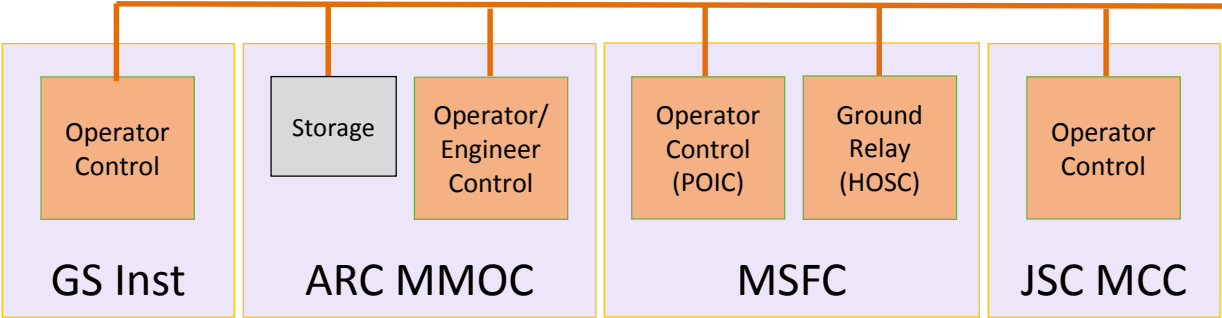 Operator
Control
Storage
Operator/
Engineer
Control
Operator
Control
(POIC)
Ground
Relay
(HOSC)
Operator
Control
GS Inst
ARC MMOC
MSFC
JSC MCC